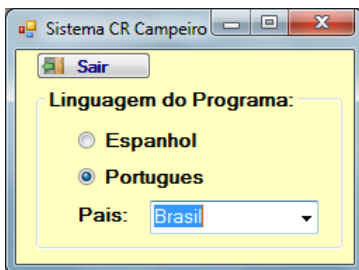 Sistema CR Campeiro
Sair
Linguagem do Programa:
Espanhol
Portugues
Pais: Brasil